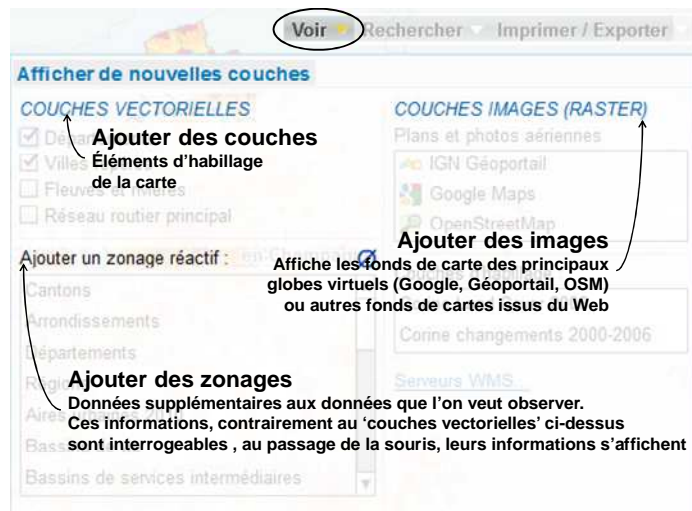 Voir Rechercher Imprimer / Exporter
Afficher de nouvelles couches
COUCHES VECTORIELLES
Ajouter des couches
Éléments d’habillage
de la carte
Villes
Fleuves et rivières
Réseau routier principal
COUCHES IMAGES (RASTER)
Plans et photos aériennes
IGN Géoportail
Google Maps
OpenStreetMap
Ajouter des images
Affiche les fonds de carte des principaux
globes virtuels (Google, Géoportail, OSM)
ou autres fonds de cartes issus du Web
Corine changements 2000-2006
Serveurs WMS...
Ajouter un zonage réactif :
Cantons
Arrondissements
Départements
Ajouter des zonages
Données supplémentaires aux données que l’on veut observer.
Ces informations, contrairement au ‘couches vectorielles’ ci-dessus
sont interrogeables , au passage de la souris, leurs informations s’affichent
Bassins de services intermédiaires